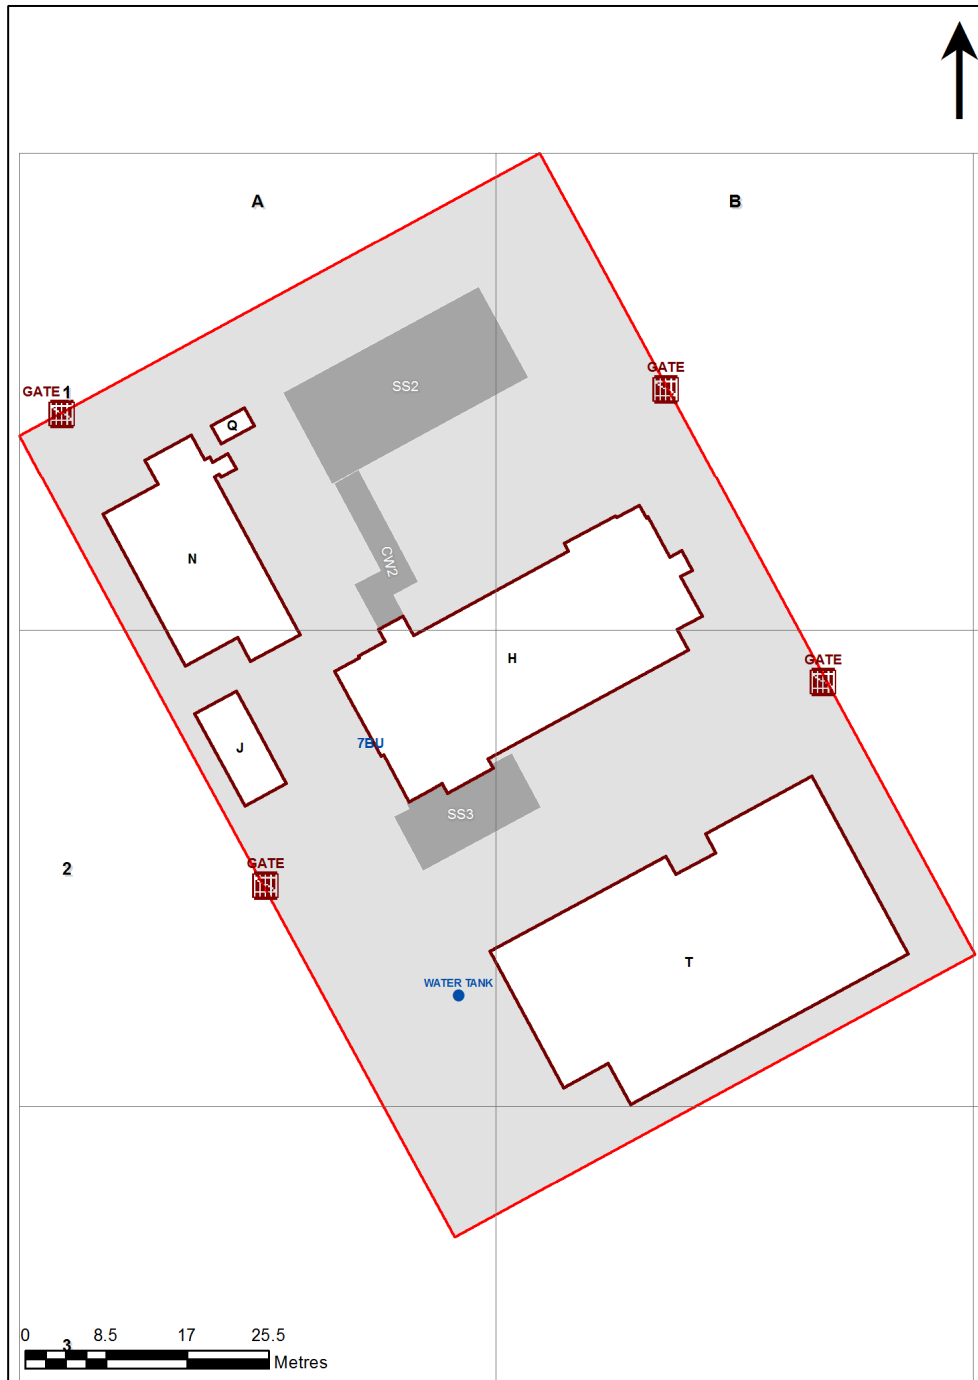 A
B
GATE
1
GATE
SS2
Q
N
CW2
H
GATE
7BU
J
SS3
GATE
2
T
WATER TANK
0 8.5 17 25.5
3
Metres